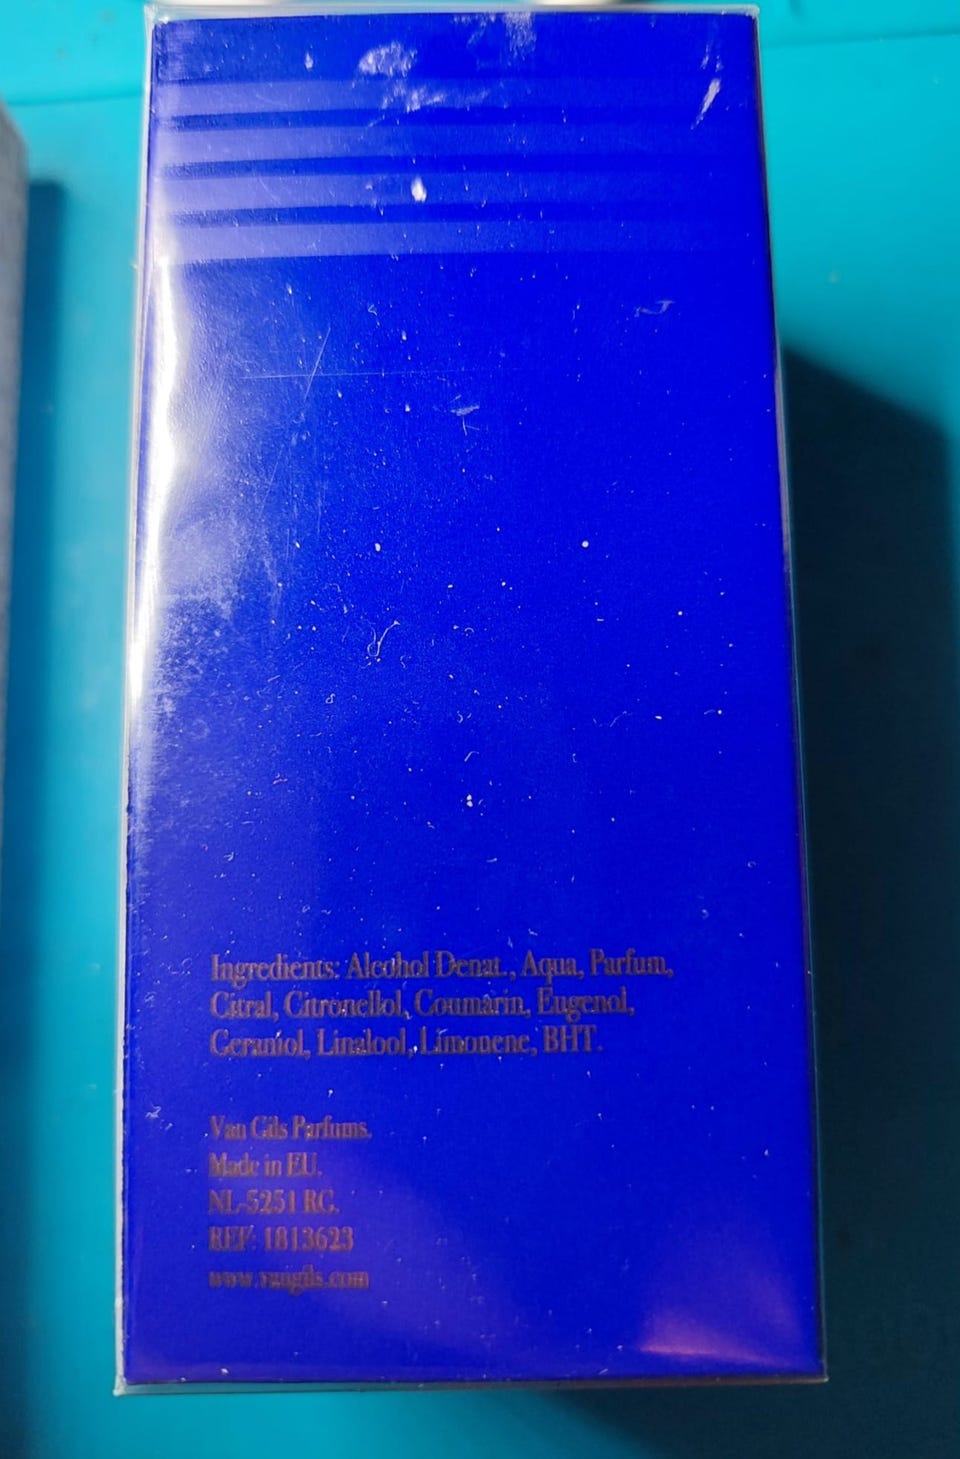 Ingredients: Alcohol Denat., Aqua, Parfum,
Citral, Citronellol, Coumarin, Eugenol,
Geraniol, Linalool, Limonene, BHT.
Van Gils Parfums.
Made in EU.
NL-5251 RG.
REF: 1813623
www.vangils.com